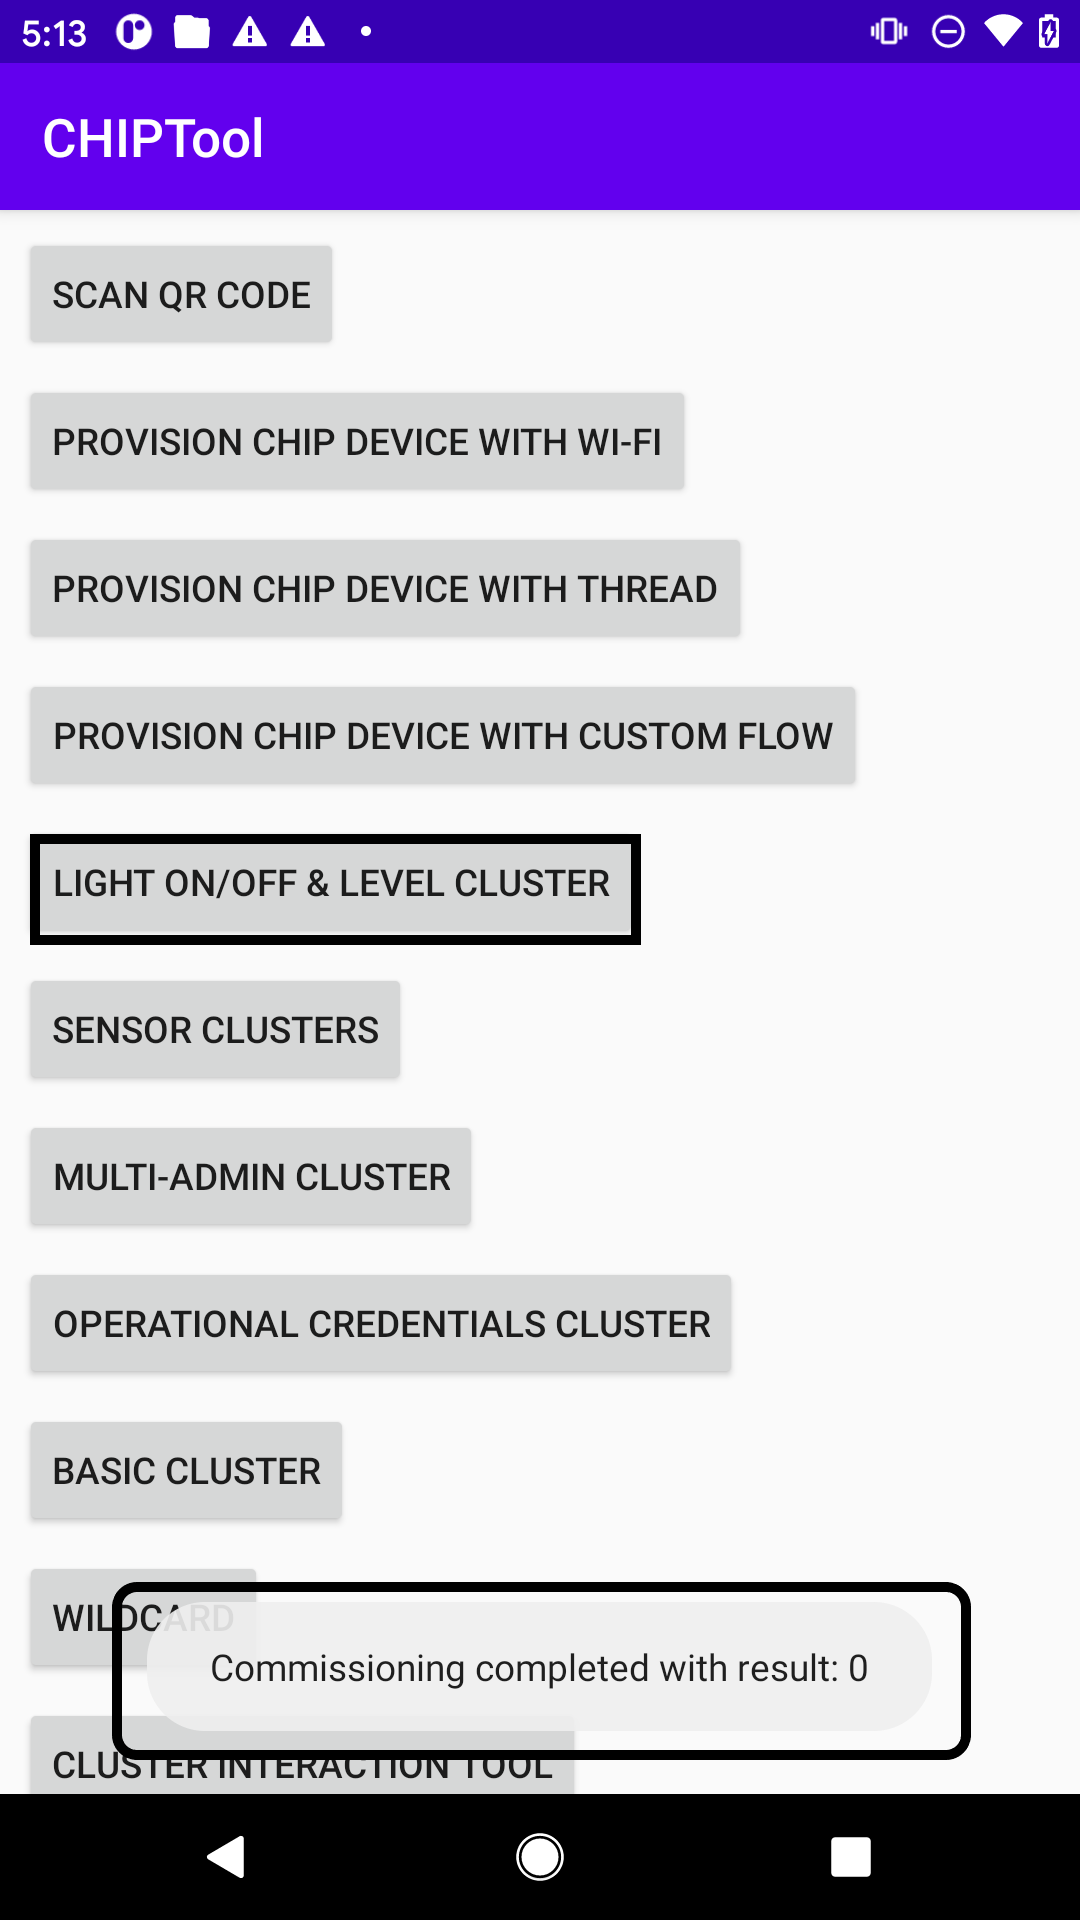 5:13
CHIPTool
SCAN QR CODE
PROVISION CHIP DEVICE WITH WI-FI
PROVISION CHIP DEVICE WITH THREAD
PROVISION CHIP DEVICE WITH CUSTOM FLOW
LIGHT ON/OFF & LEVEL CLUSTER
SENSOR CLUSTERS
MULTI-ADMIN CLUSTER
OPERATIONAL CREDENTIALS CLUSTER
BASIC CLUSTER
WILDCARD
Commissioning completed with result: 0
CLUSTER INTERACTION TOOL